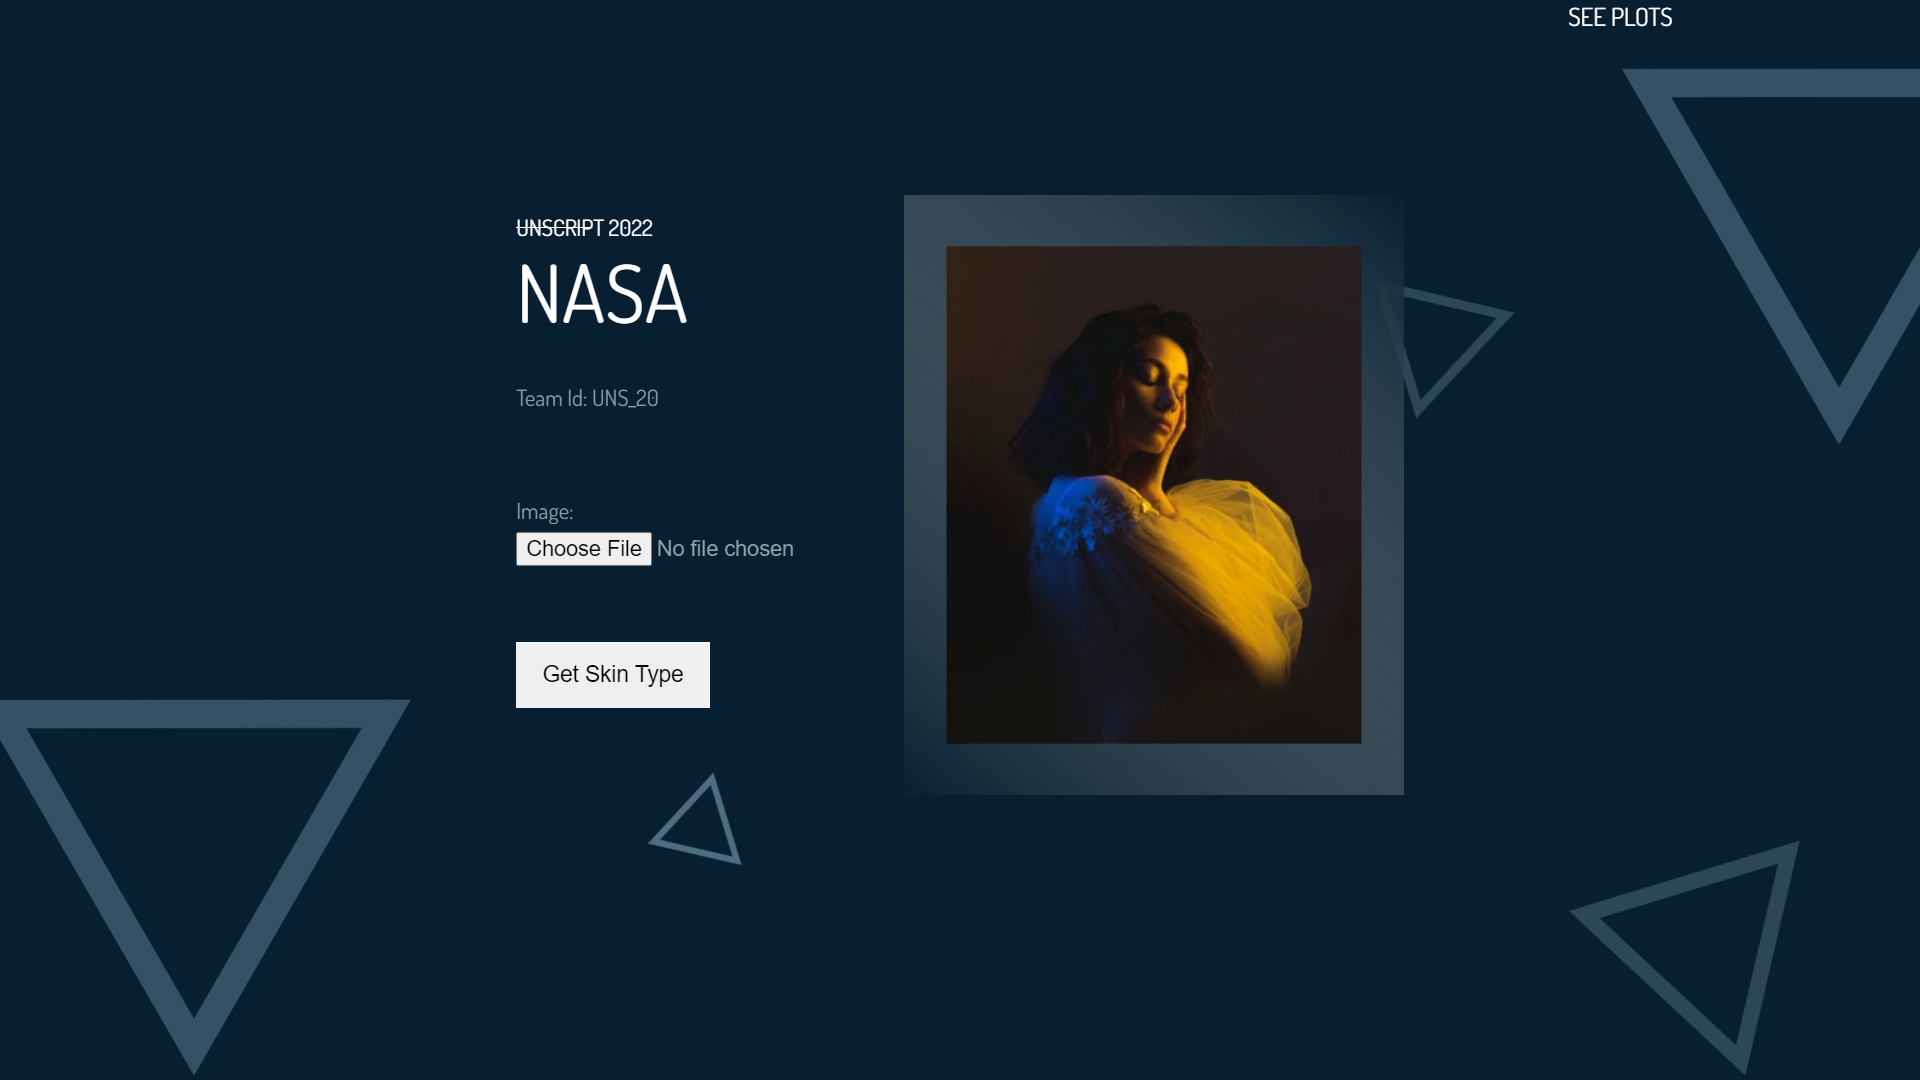 SEE PLOTS
UNSCRIPT 2022
NASA
Team Id: UNS_20
Image:
Choose File No file chosen
Get Skin Type